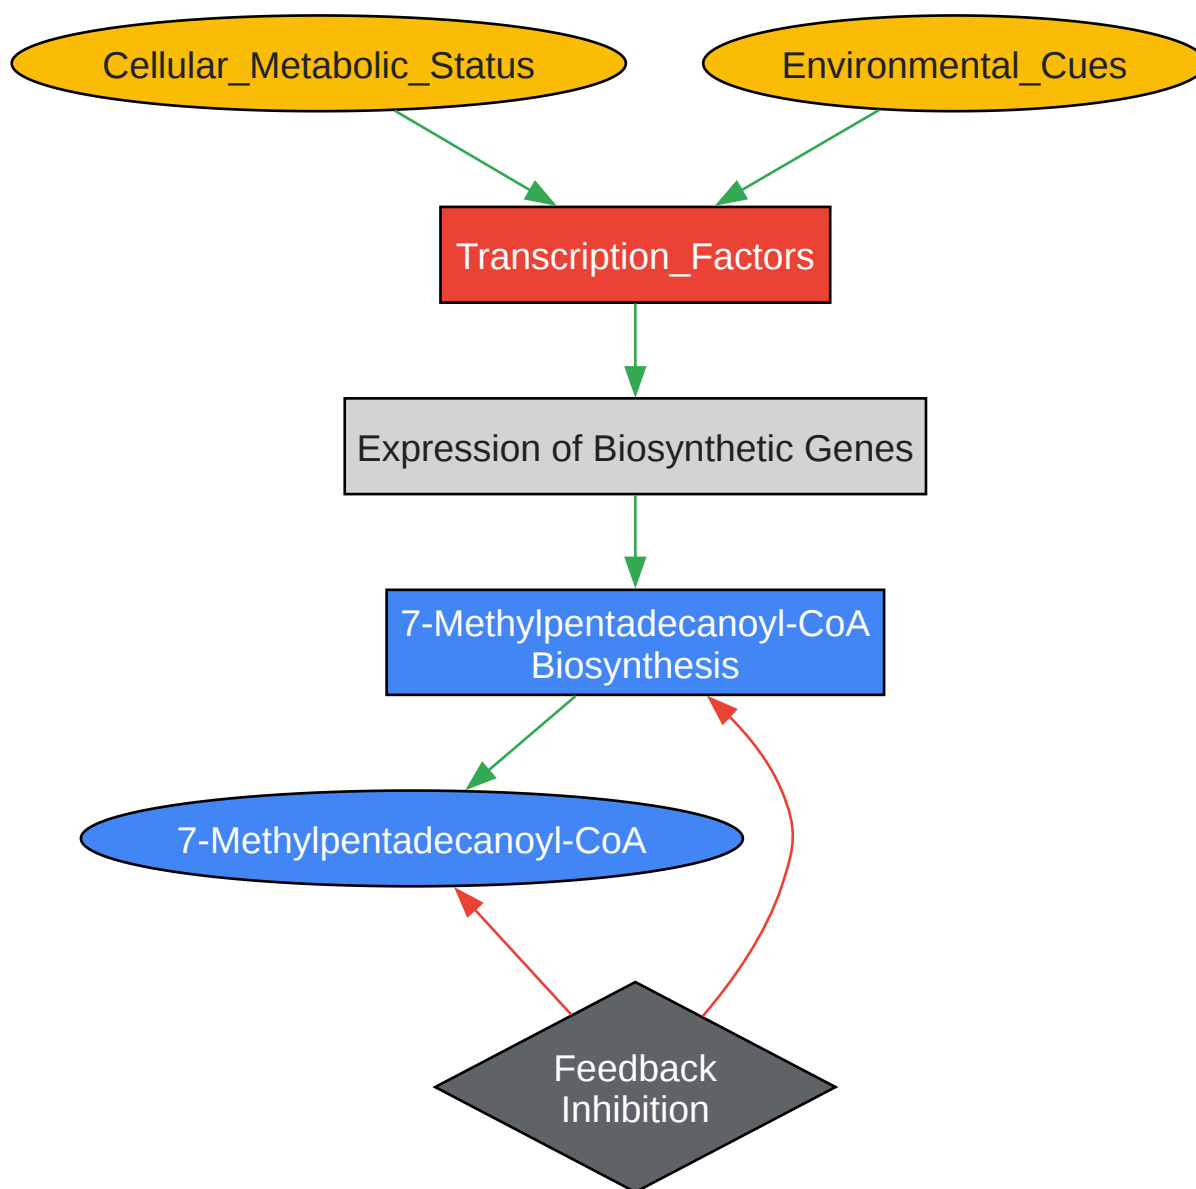 Cellular_Metabolic_Status
Environmental_Cues
Transcription_Factors
Expression of Biosynthetic Genes
7-Methylpentadecanoyl-CoA
Biosynthesis
7-Methylpentadecanoyl-CoA
Feedback
Inhibition